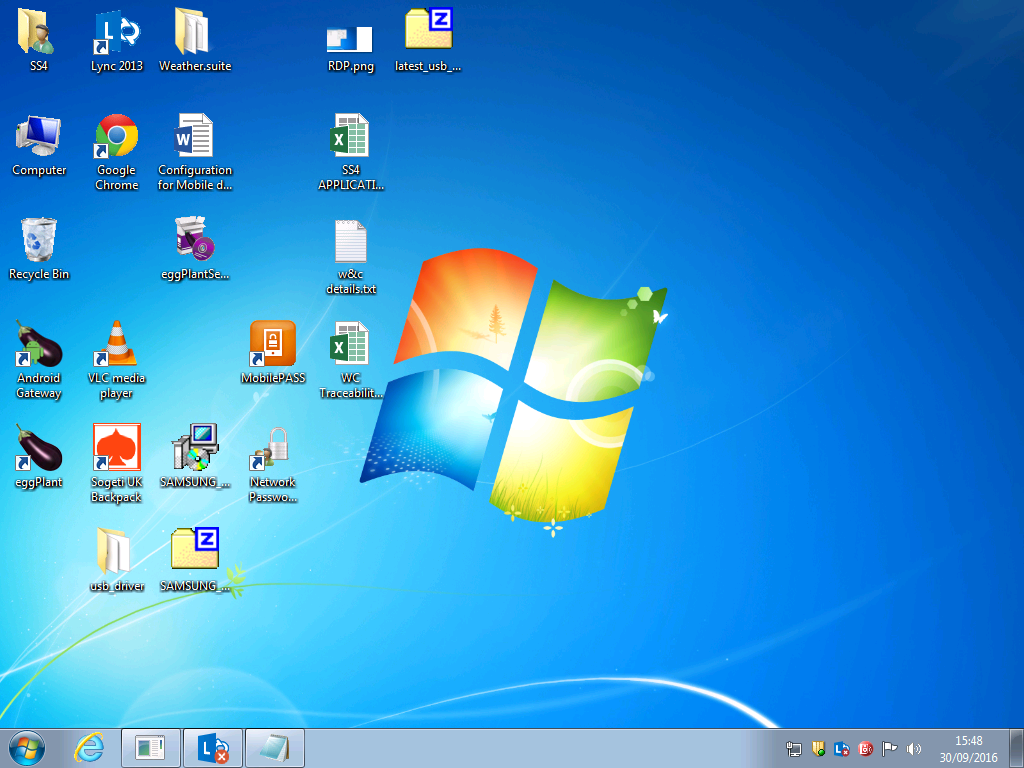 SS4
Lync 2013
Weather.suite
RDP.png
latest_usb_...
Computer
Google
Chrome
Configuration
for Mobile d...
SS4
APPLICATI...
Recycle Bin
eggPlantSe...
w&c
details.txt
Android
Gateway
VLC media
player
MobilePASS
WC
Traceabilit...
eggPlant
Sogeti UK
Backpack
SAMSUNG_...
Network
Passwo...
usb_driver
SAMSUNG_...
15:48
30/09/2016